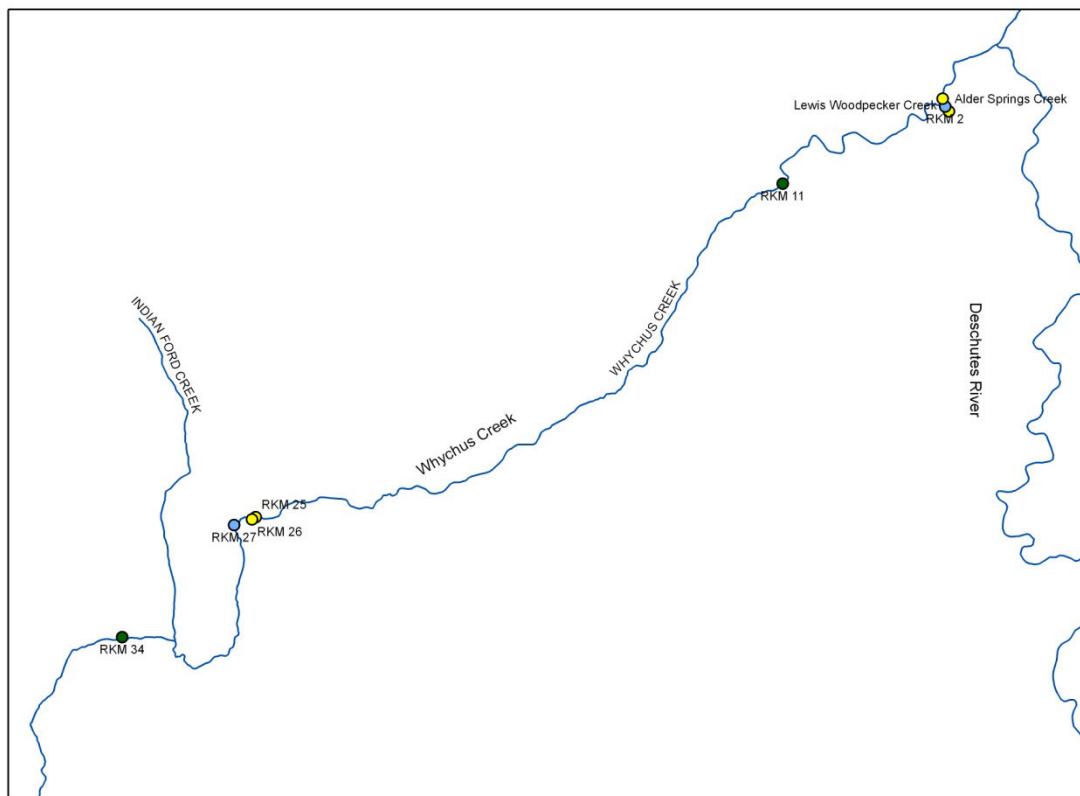 Lewis Woodpecker Creek
Alder Springs Creek
RKM 2
RKM 11
WHYCHUS CREEK
INDIAN FORD CREEK
Deschutes River
Whychus Creek
RKM 25
RKM 26
RKM 27
RKM 34